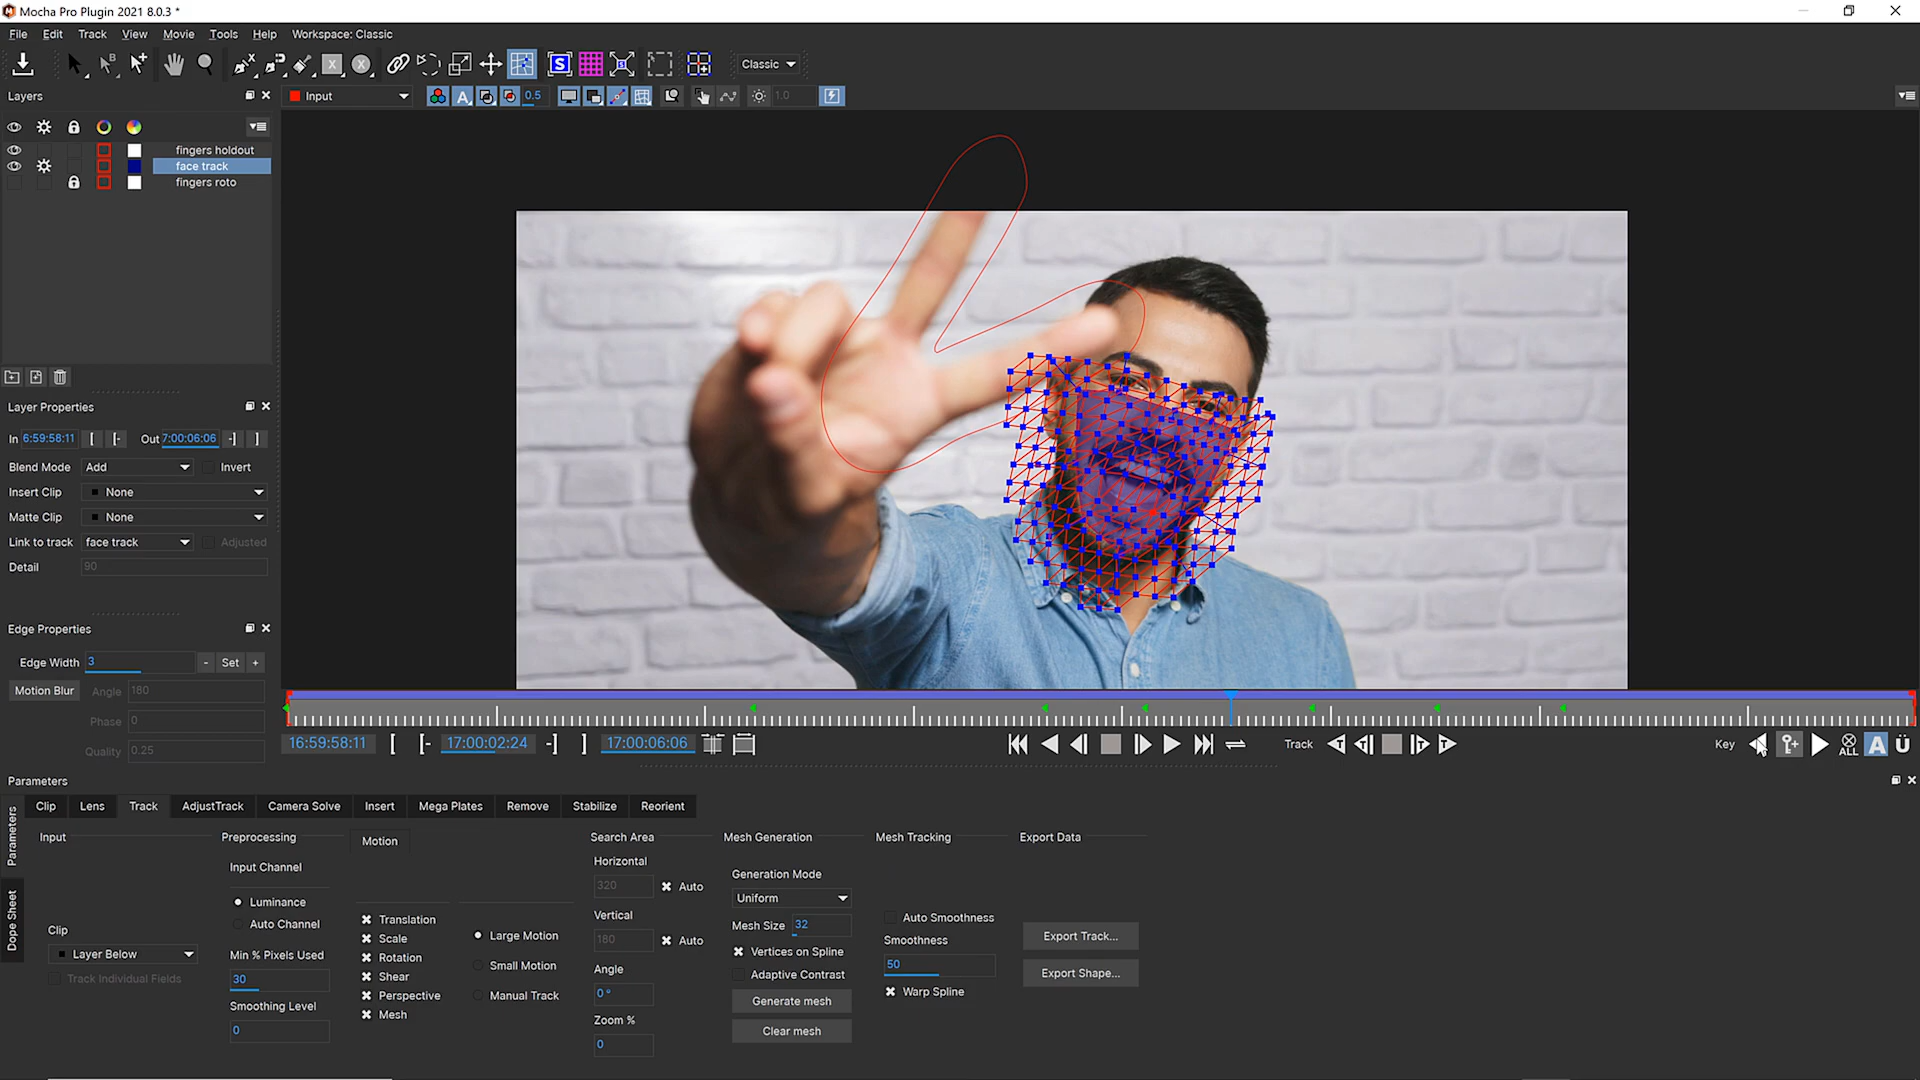 Mocha Pro Plugin 2021 8.0.3 *
File Edit Track View Movie Tools Help Workspace: Classic
Classic
Layers
Input
0.5
1.0
fingers holdout
face track
fingers roto
Layer Properties
In 6:59:58:11 [ [- Out 7:00:06:06 -] ]
Blend Mode Add Invert
Insert Clip None
Matte Clip None
Link to track face track Adjusted
Detail 90
Edge Properties
Edge Width 3 - Set +
Motion Blur Angle 180
Phase 0
Quality 0.25
16:59:58:11 [ [- 17:00:02:24 -] ] 17:00:06:06
Track
Key
ALL
Parameters
Clip Lens Track AdjustTrack Camera Solve Insert Mega Plates Remove Stabilize Reorient
Parameters
Dope Sheet
Input
Clip
Layer Below
Track Individual Fields
Preprocessing
Input Channel
Luminance
Auto Channel
Min % Pixels Used
30
Smoothing Level
0
Motion
Translation
Scale
Rotation
Shear
Perspective
Mesh
Large Motion
Small Motion
Manual Track
Search Area
Horizontal
320 Auto
Vertical
180 Auto
Angle
0 °
Zoom %
0
Mesh Generation
Generation Mode
Uniform
Mesh Size 32
Vertices on Spline
Adaptive Contrast
Generate mesh
Clear mesh
Mesh Tracking
Auto Smoothness
Smoothness
50
Warp Spline
Export Data
Export Track...
Export Shape...